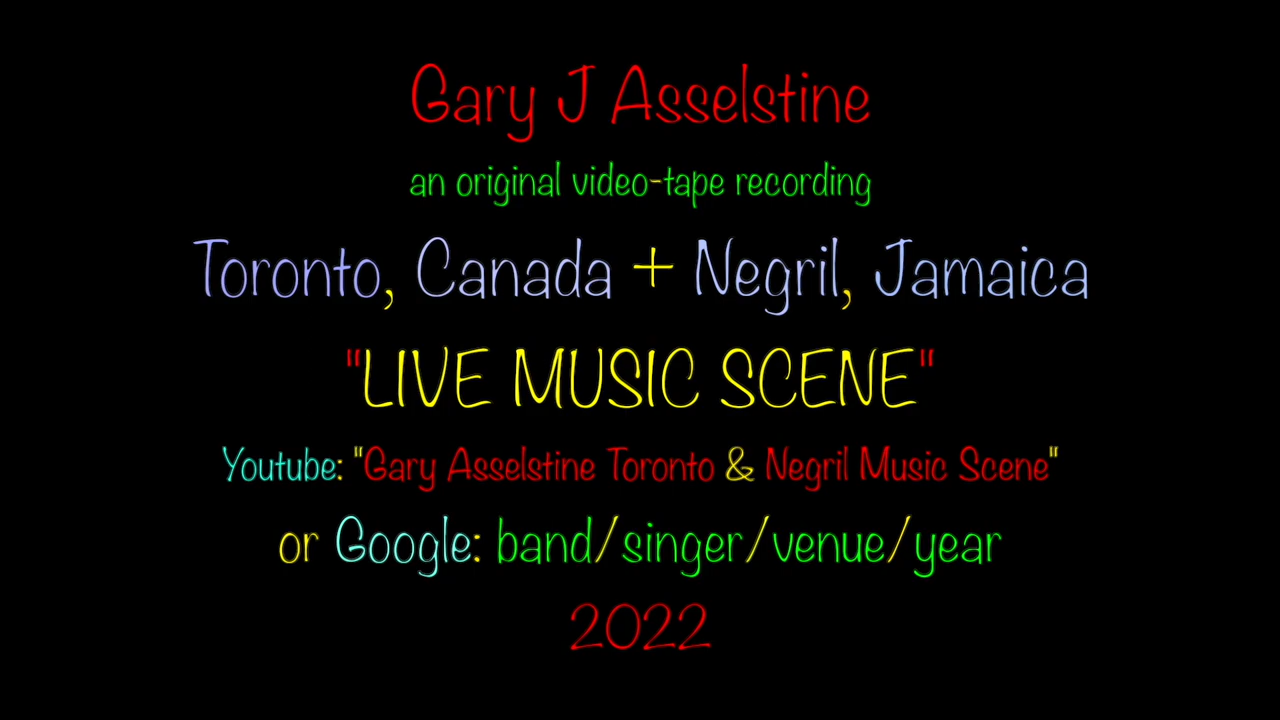 Gary J Asselstine
an original video-tape recording
Toronto, Canada + Negril, Jamaica
"LIVE MUSIC SCENE"
Youtube: "Gary Asselstine Toronto & Negril Music Scene"
or Google: band/singer/venue/year
2022